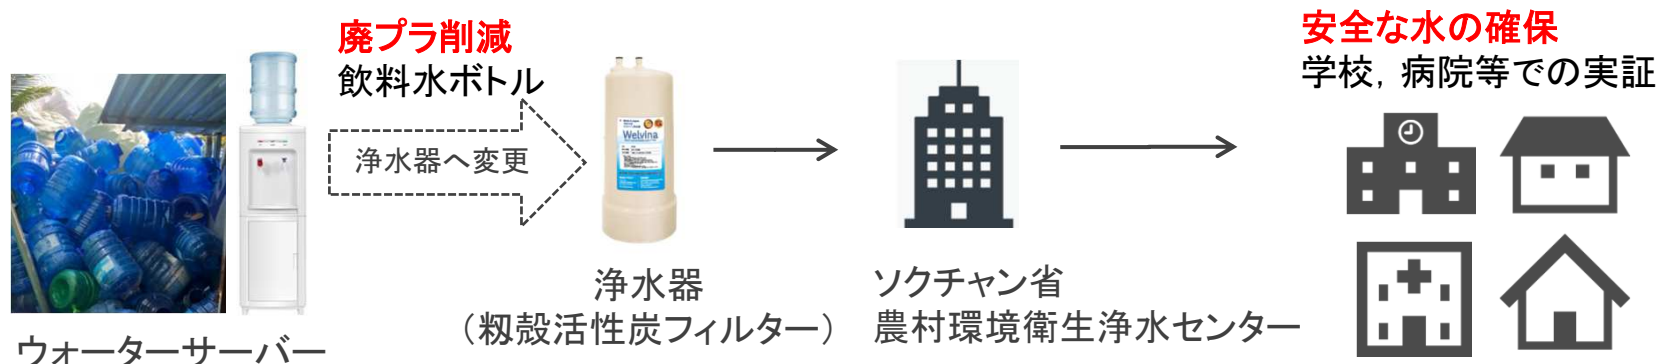 廃プラ削減
飲料水ボトル
浄水器へ変更
ウォーターサーバー
Welvina
浄水器
（籾殻活性炭フィルター）
ソクチャン省
農村環境衛生浄水センター
安全な水の確保
学校，病院等での実証